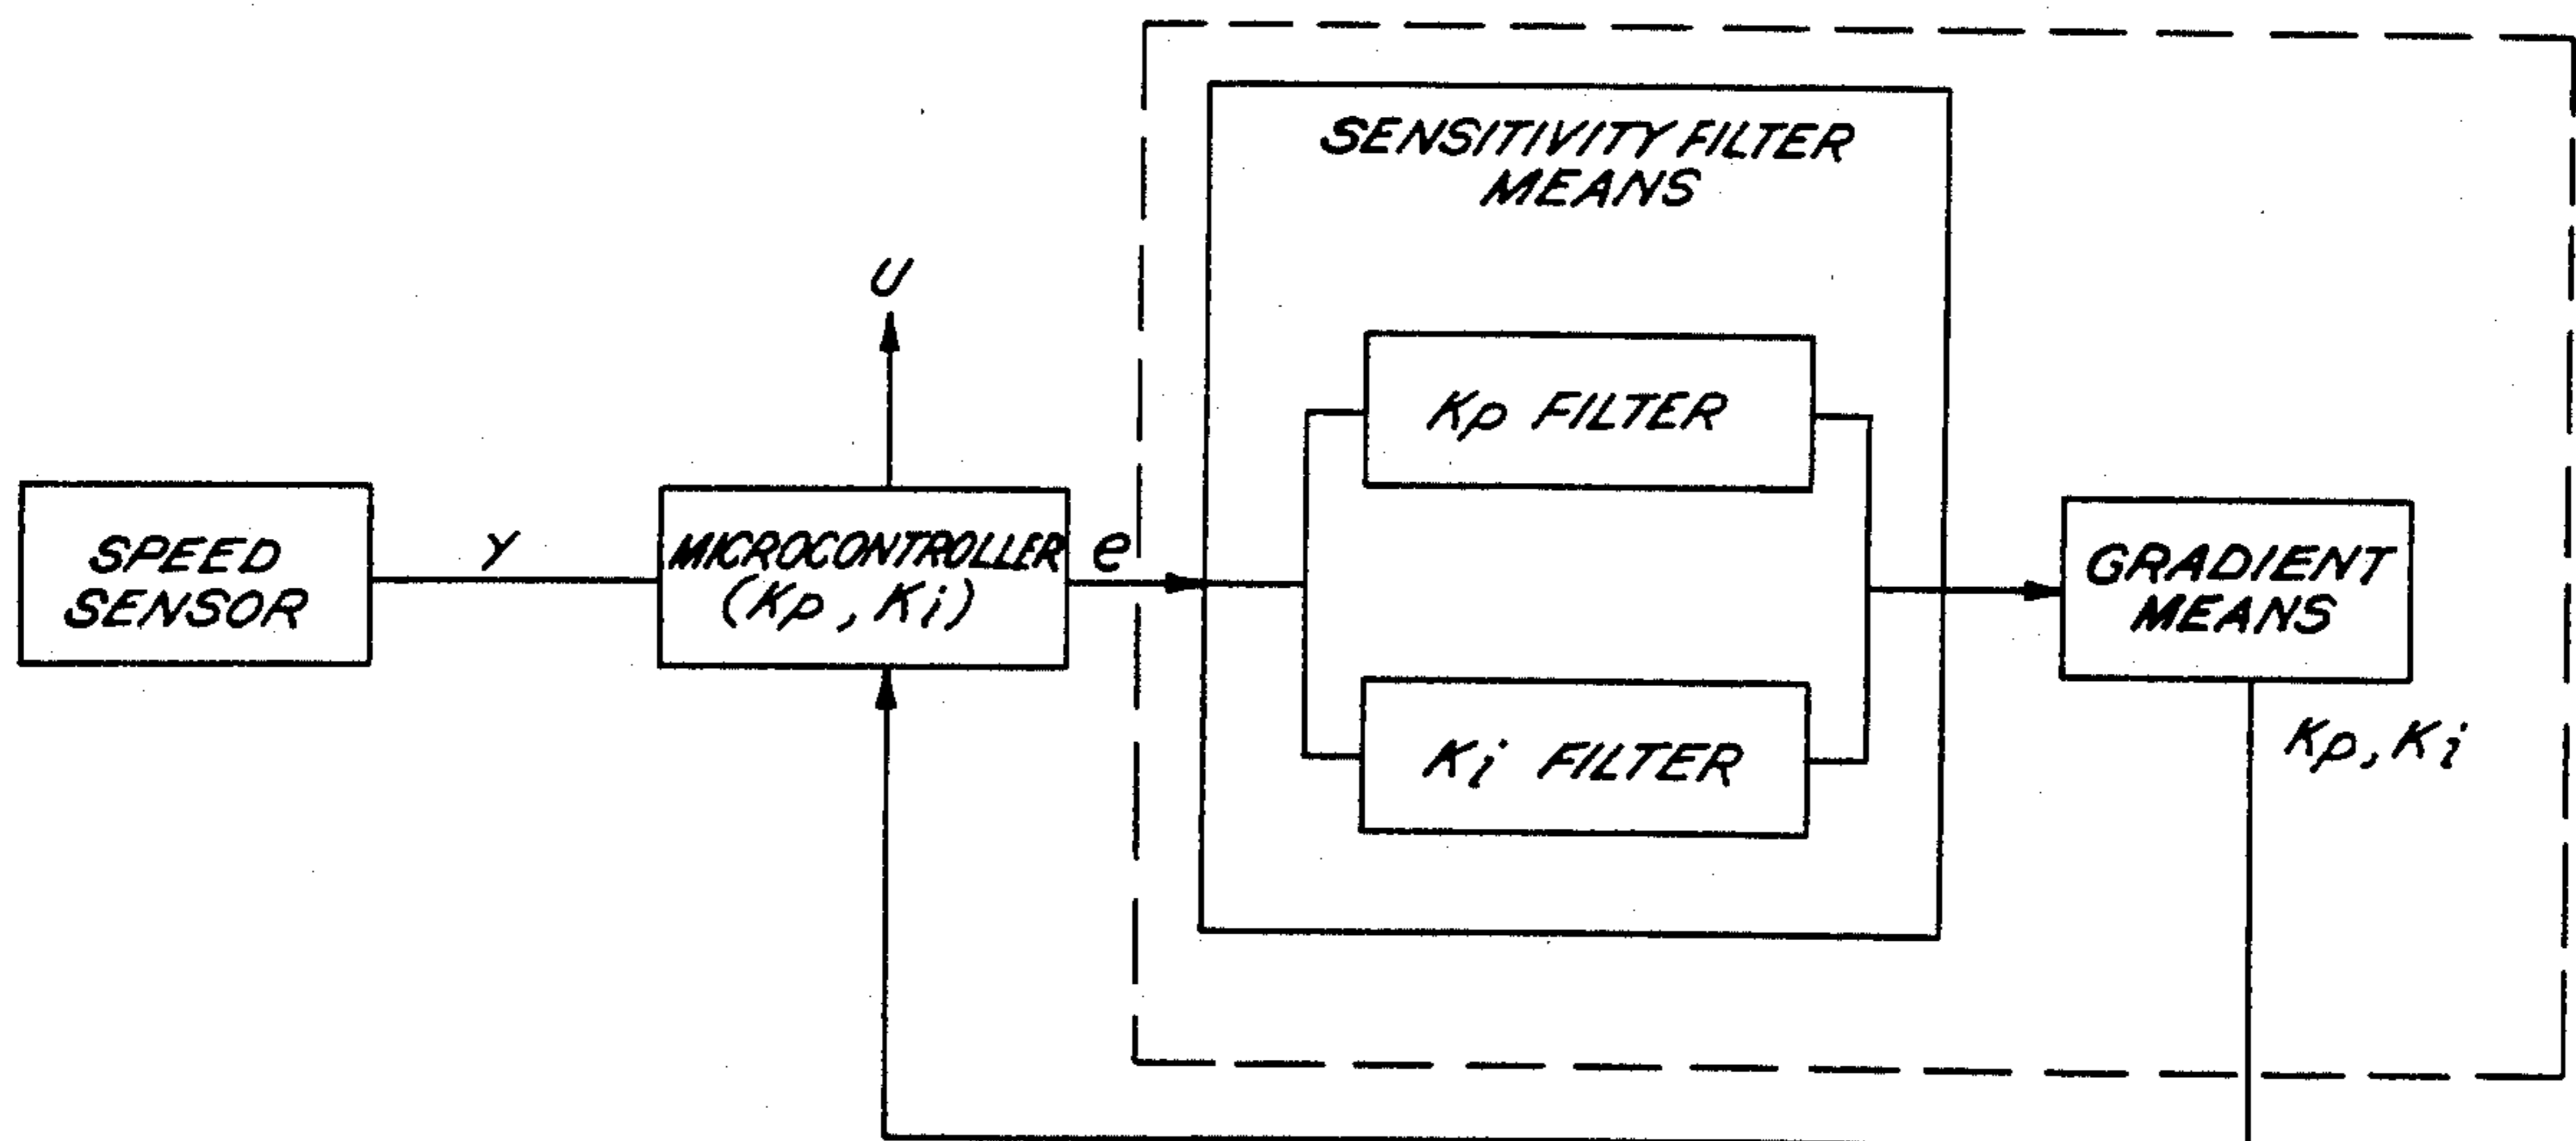 SENSITIVITY FILTER
MEANS
U
Kp FILTER
SPEED
SENSOR
Y
MICROCONTROLLER
(Kp, Ki)
e
GRADIENT
MEANS
Ki FILTER
Kp, Ki